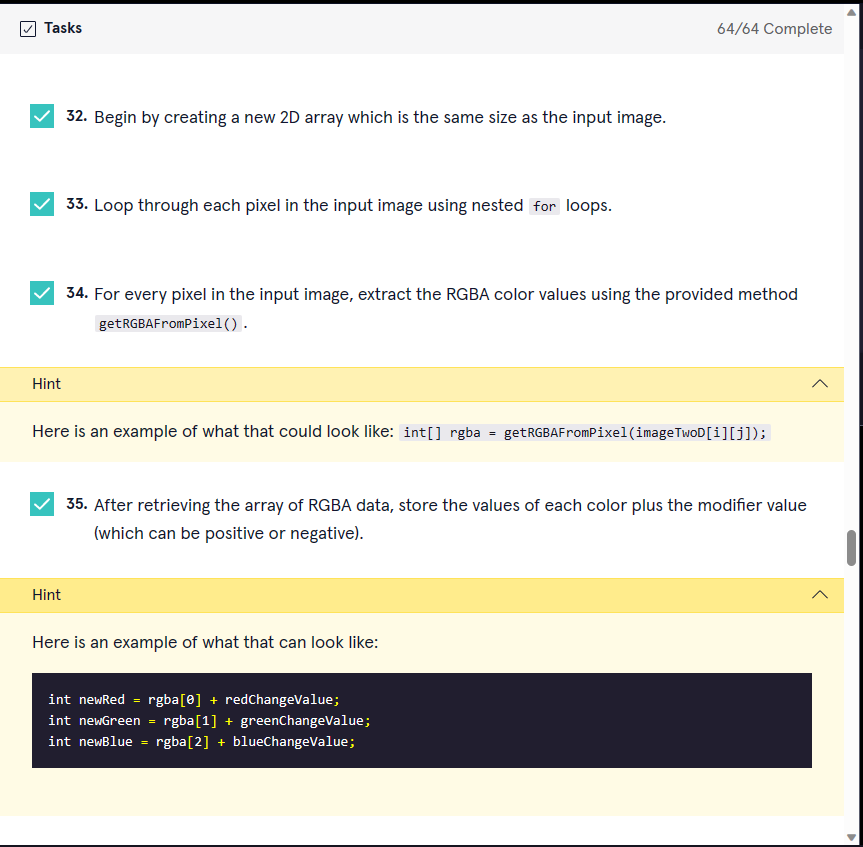 Tasks
64/64 Complete
32. Begin by creating a new 2D array which is the same size as the input image.
33. Loop through each pixel in the input image using nested for loops.
34. For every pixel in the input image, extract the RGBA color values using the provided method
getRGBAFromPixel() .
Hint
Here is an example of what that could look like: int[] rgba = getRGBAFromPixel(imageTwoD[i][j]);
35. After retrieving the array of RGBA data, store the values of each color plus the modifier value
(which can be positive or negative).
Hint
Here is an example of what that can look like:
int newRed = rgba[0] + redChangeValue;
int newGreen = rgba[1] + greenChangeValue;
int newBlue = rgba[2] + blueChangeValue;